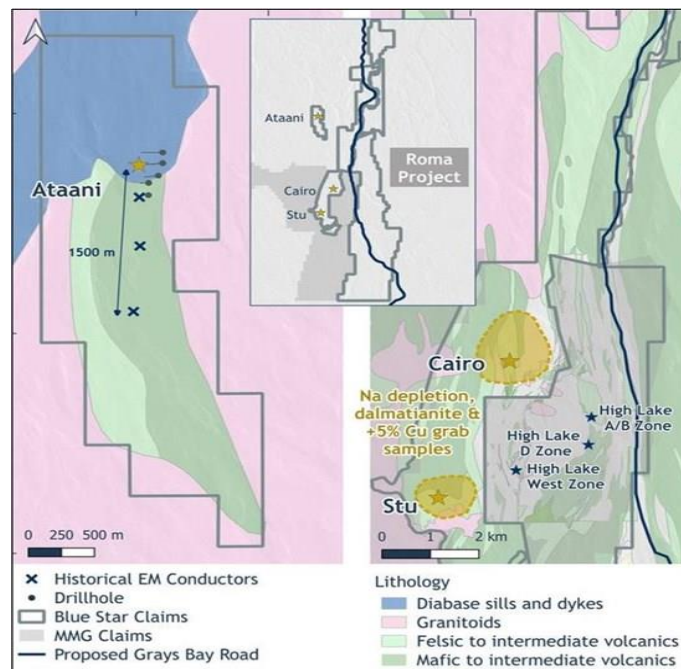 Ataani
1500 m
0 250 500 m
Ataani
Cairo
Stu
Roma
Project
Cairo
Na depletion,
dalmatianite &
+5% Cu grab
samples
Stu
High Lake
A/B Zone
High Lake
D Zone
High Lake
West Zone
0 1 2 km
Historical EM Conductors
Drillhole
Blue Star Claims
MMG Claims
Proposed Grays Bay Road
Lithology
Diabase sills and dykes
Granitoids
Felsic to intermediate volcanics
Mafic to intermediate volcanics